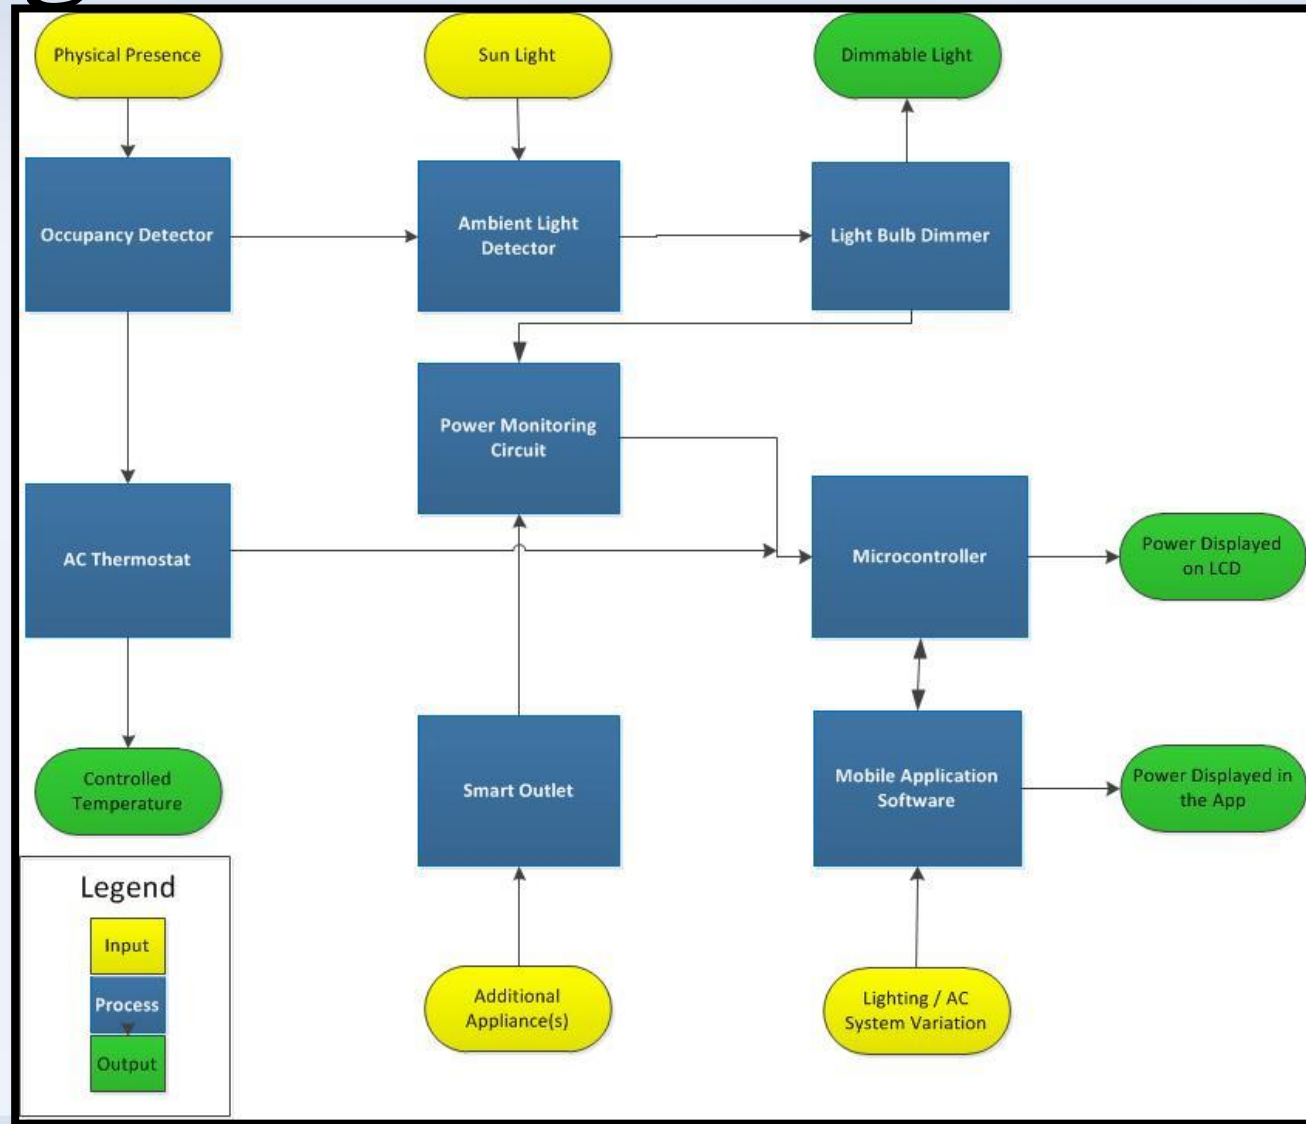 Physical Presence
Sun Light
Dimmable Light
Occupancy Detector
Ambient Light
Detector
Light Bulb Dimmer
Power Monitoring
Circuit
AC Thermostat
Microcontroller
Power Displayed
on LCD
Controlled
Temperature
Smart Outlet
Mobile Application
Software
Power Displayed in
the App
Legend
Input
Process
Output
Additional
Appliance(s)
Lighting / AC
System Variation